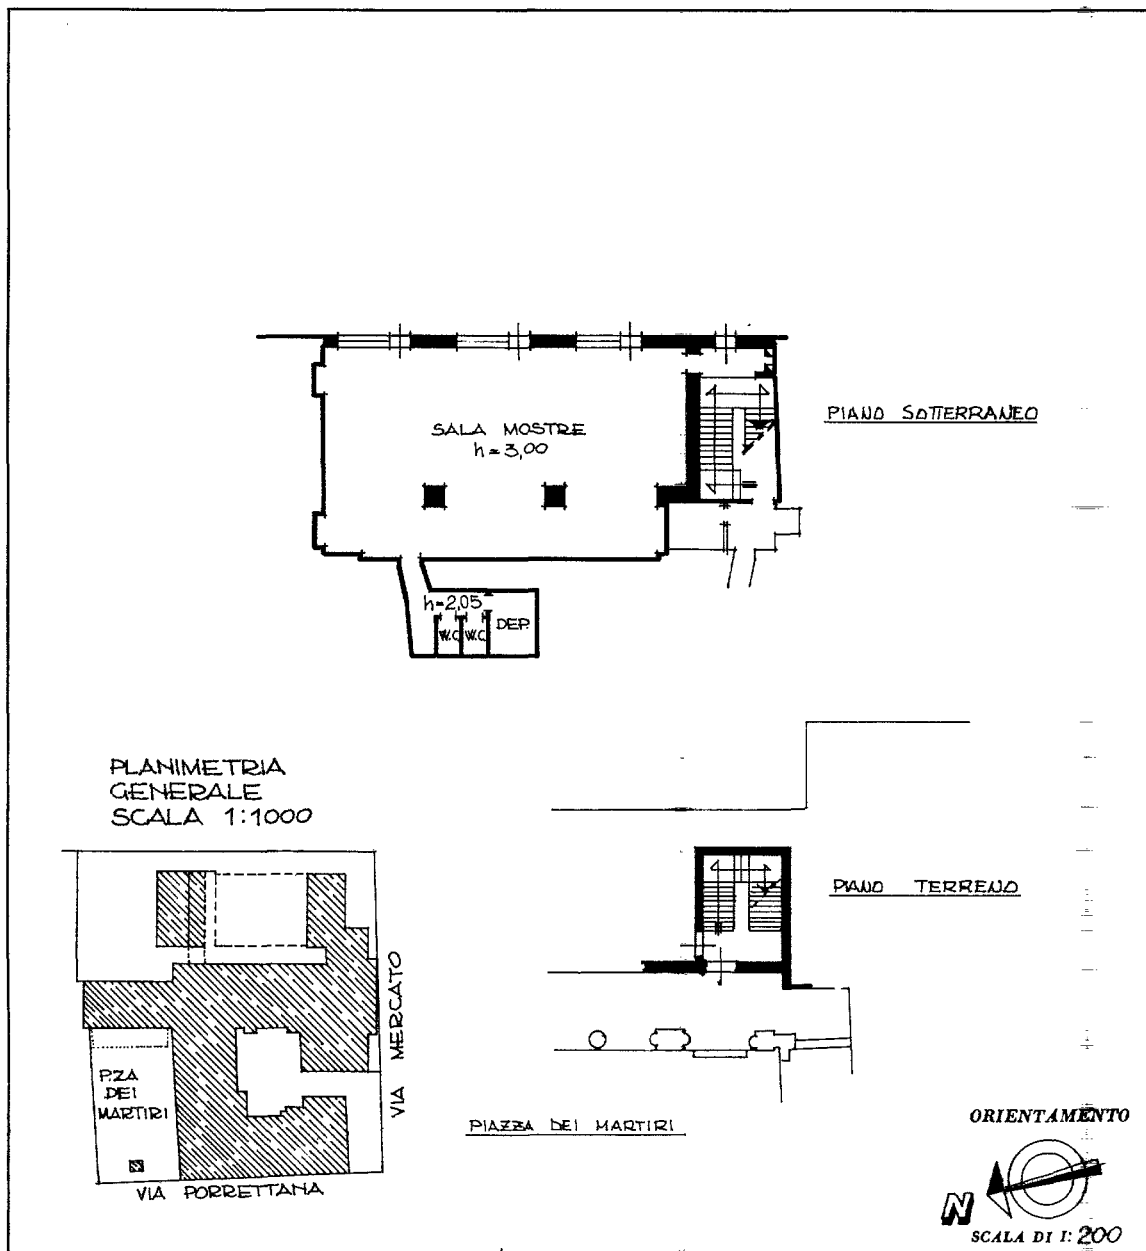 PIANO SOTTERRANEO
SALA MOSTRE
h=3,00
h=2,05
W.C. W.C. DEP.
PLANIMETRIA
GENERALE
SCALA 1:1000
PIANO TERRENO
VIA MERCATO
P.ZA
DEI
MARTIRI
VIA PORRETTANA
PIAZZA DEI MARTIRI
ORIENTAMENTO
N
SCALA DI 1:200